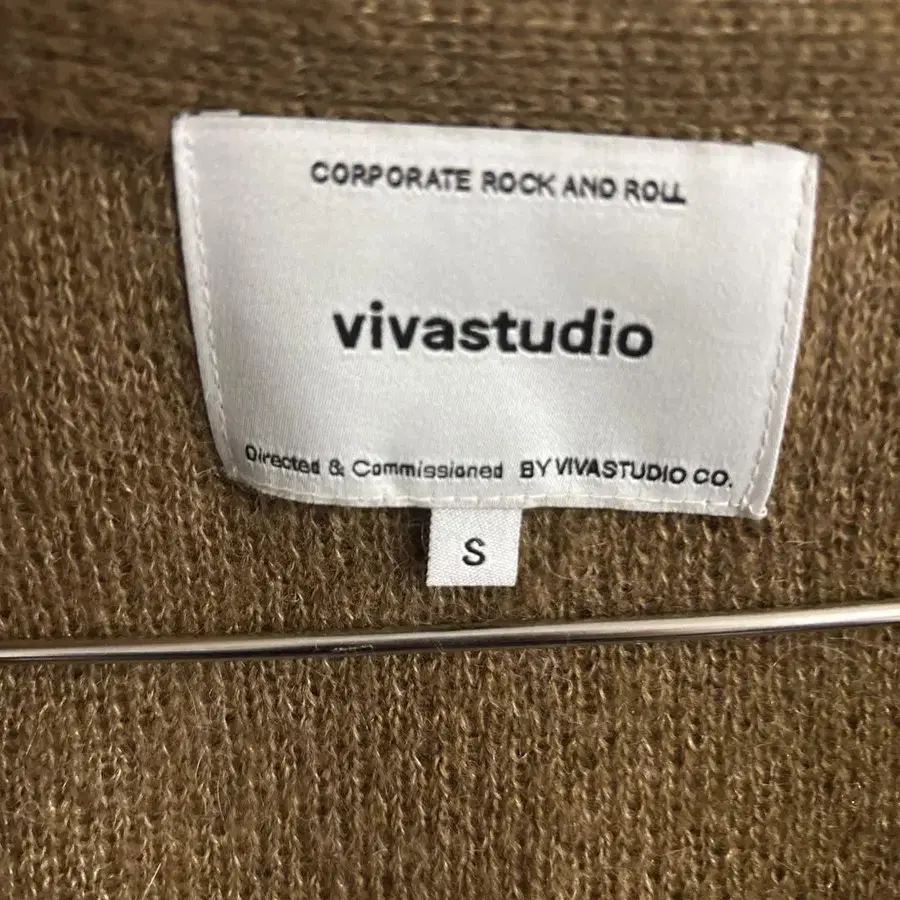 CORPORATE ROCK AND ROLL
vivastudio
Directed & Commissioned BY VIVASTUDIO CO.
S